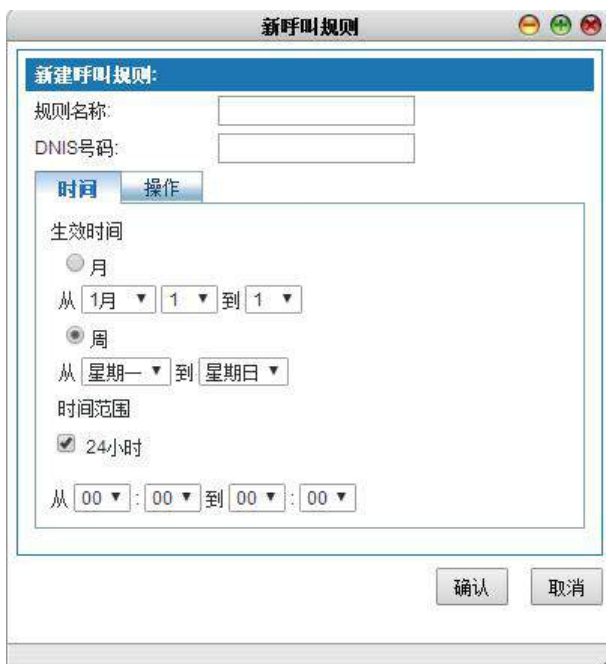 新呼叫规则
新建呼叫规则:
规则名称:
DNIS号码:
时间 操作
生效时间
月
从 1月 1 到 1
周
从 星期一 到 星期日
时间范围
24小时
从 00 : 00 到 00 : 00
确认 取消